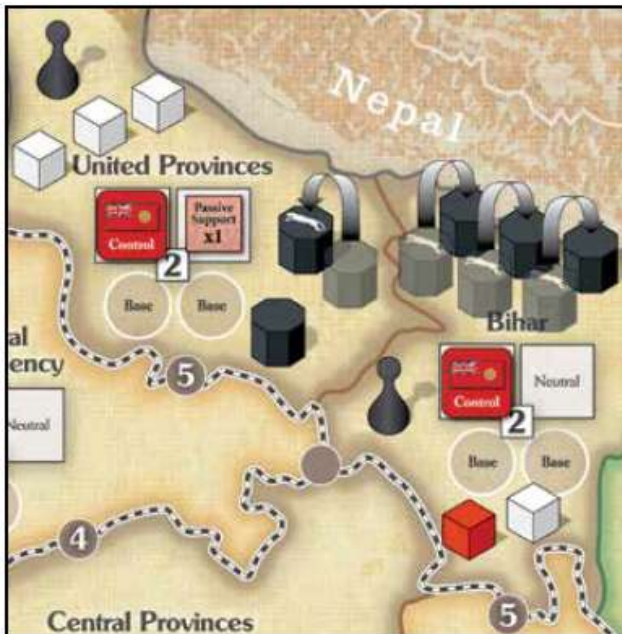 Nepal
United Provinces
Control
Passive
Support
x1
2
Base
Base
al
ency
5
Bihar
Control
Neutral
2
Neutral
Base
Base
4
5
Central Provinces